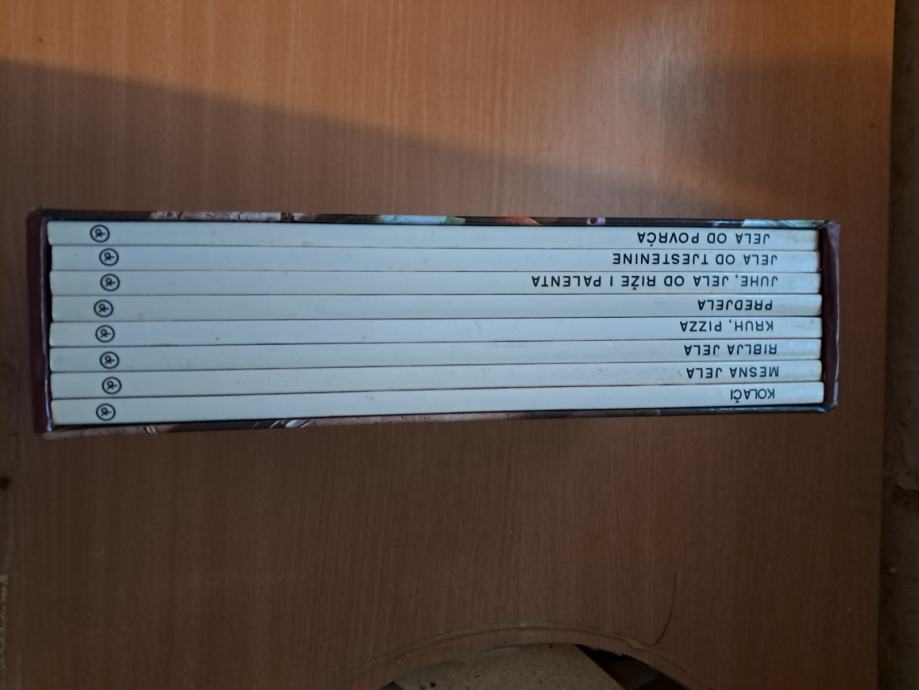 KOLAČI
MESNA JELA
RIBLJA JELA
KRUH, PIZZA
PREDJELA
JUHE, JELA OD RIŽE I PALENTA
JELA OD TJESTENINE
JELA OD POVRĆA